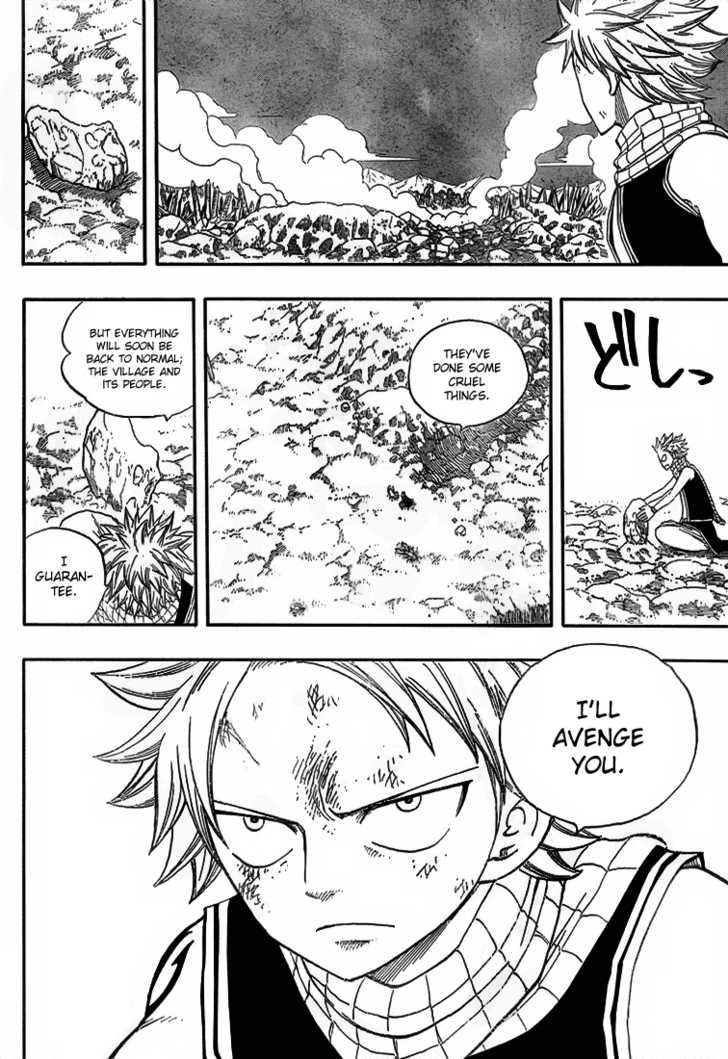 どしっ
THEY'VE
DONE SOME
CRUEL
THINGS.
BUT EVERYTHING
WILL SOON BE
BACK TO NORMAL;
THE VILLAGE AND
ITS PEOPLE.
I
GUARAN-
TEE.
I'LL
AVENGE
YOU.